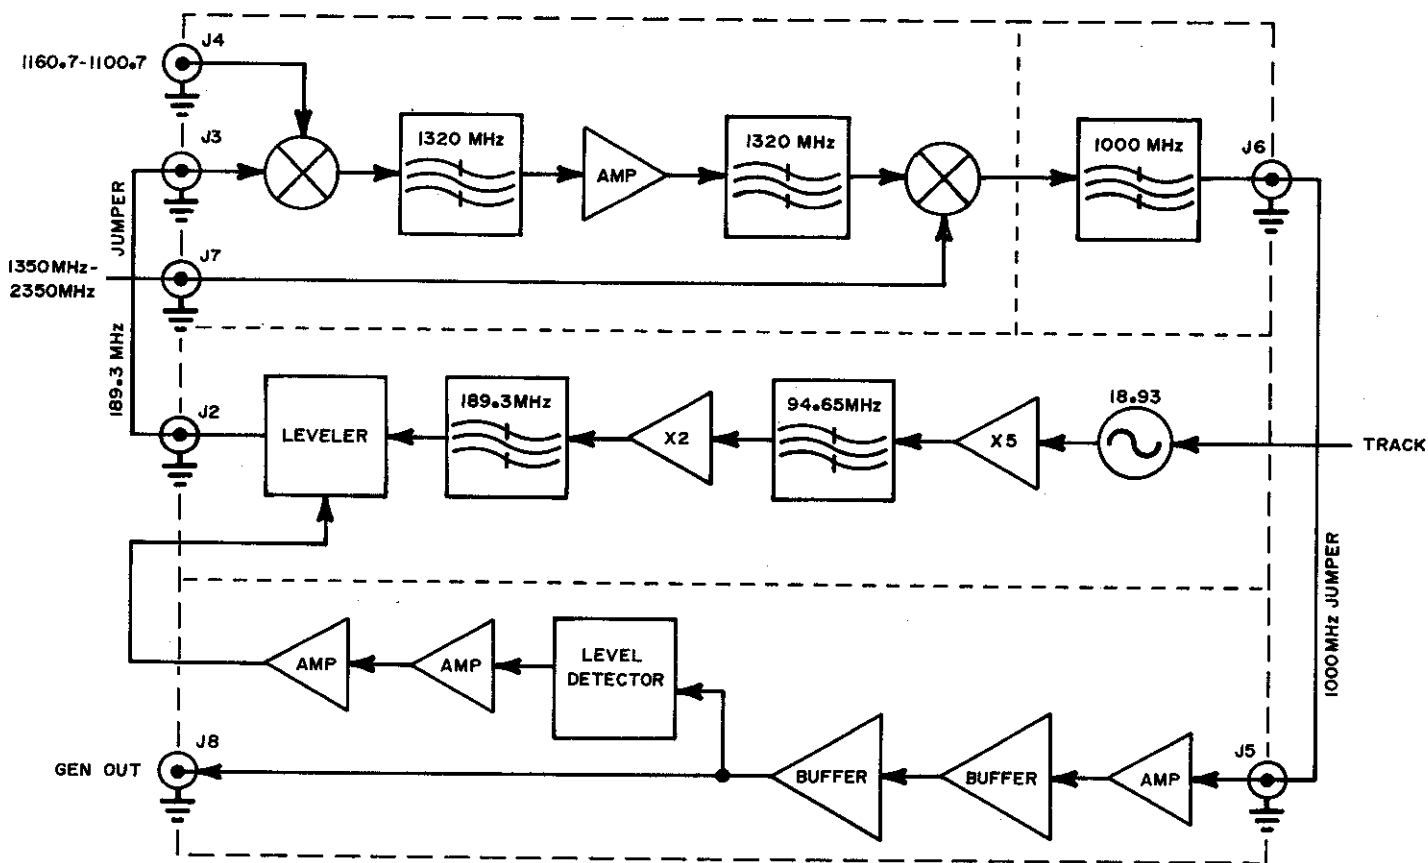 J4
1160.7-1100.7
J3
1320 MHz
AMP
1320 MHz
1000 MHz
J6
JUMPER
J7
1350MHz-
2350MHz
189.3 MHz
J2
LEVELER
189.3MHz
X2
94.65MHz
X5
18.93
TRACK
1000MHz JUMPER
AMP
AMP
LEVEL
DETECTOR
J8
GEN OUT
BUFFER
BUFFER
AMP
J5